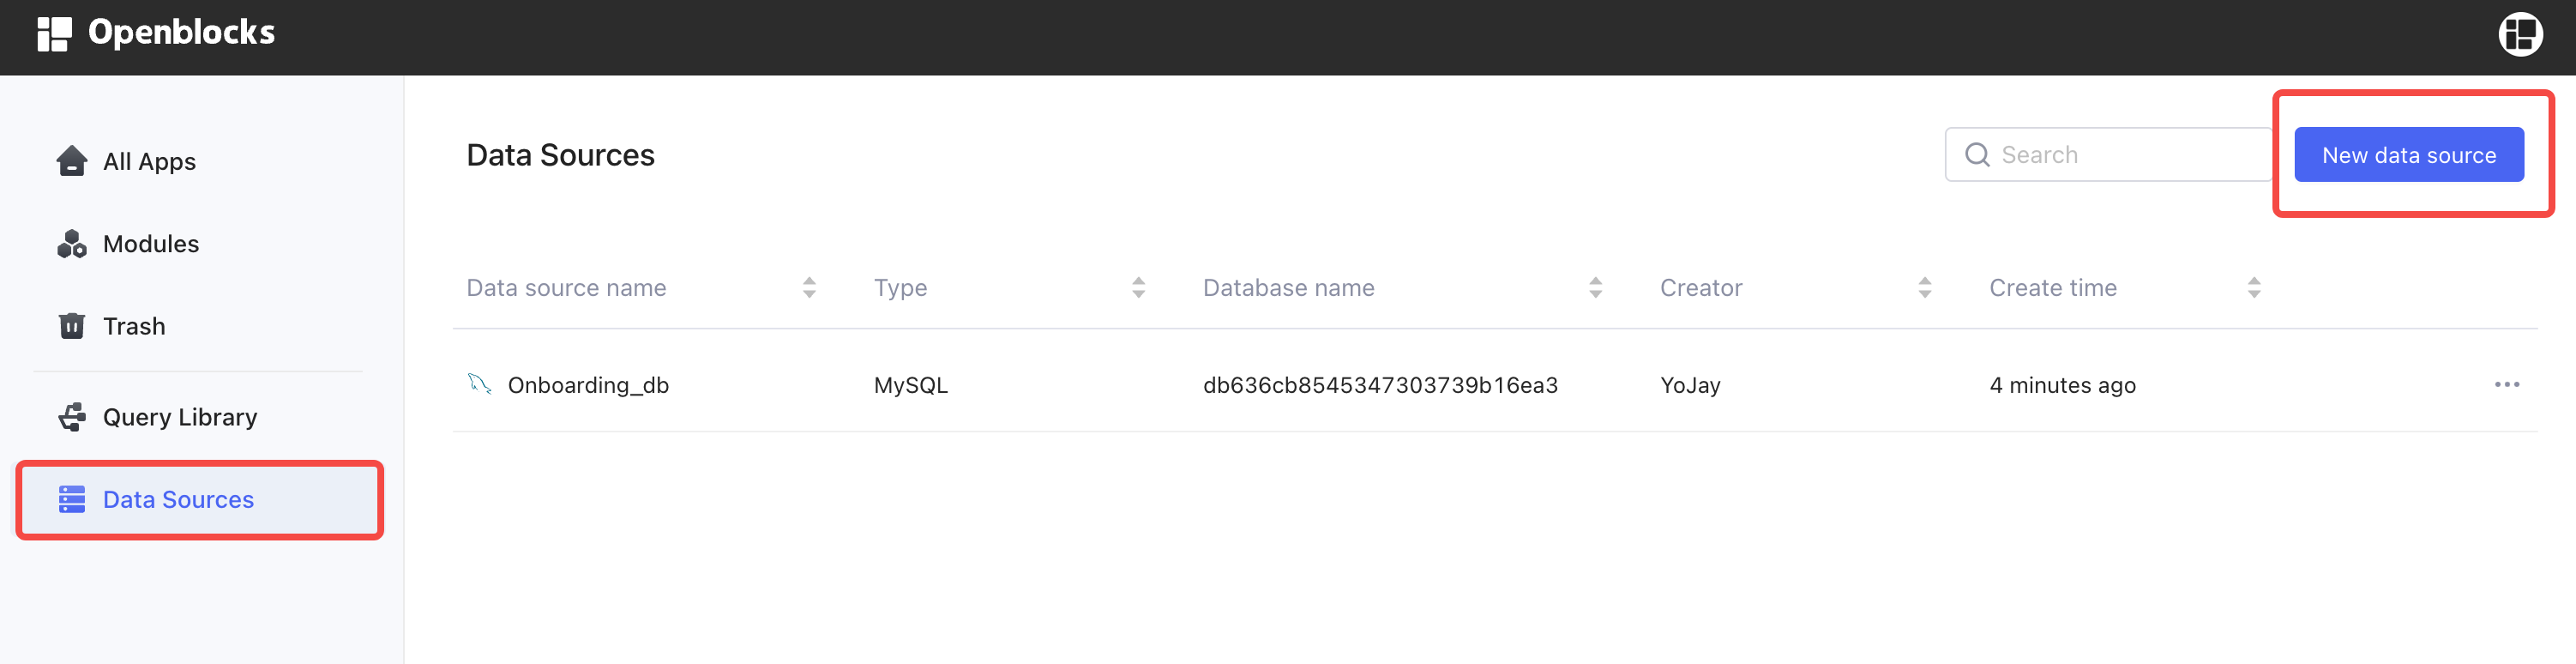 Openblocks
All Apps
Modules
Trash
Query Library
Data Sources
Data Sources
Search
New data source
Data source name Type Database name Creator Create time
Onboarding_db MySQL db636cb8545347303739b16ea3 YoJay 4 minutes ago